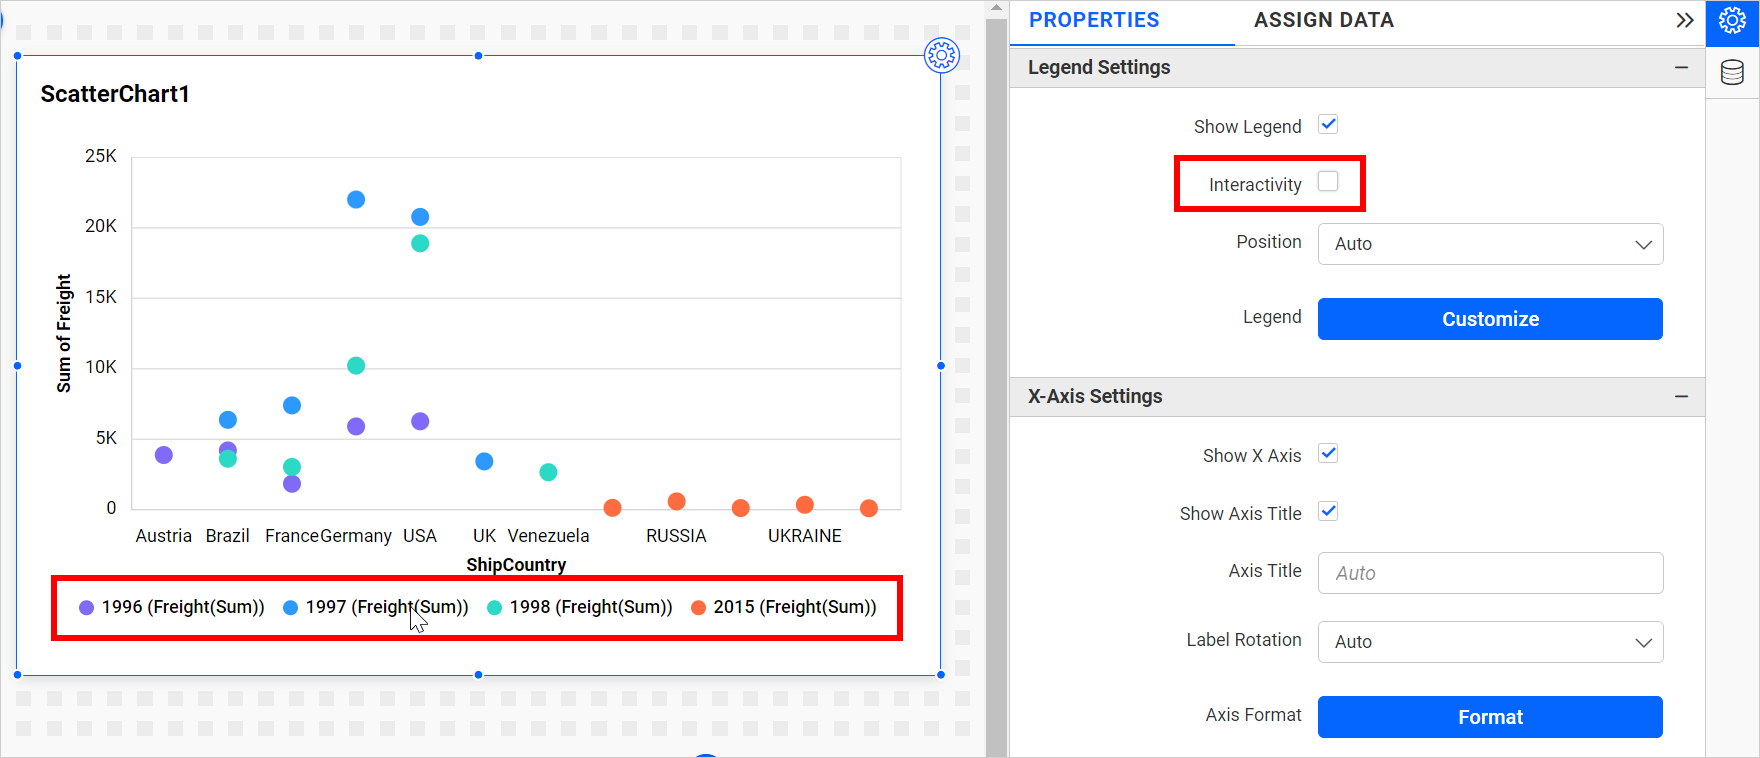 PROPERTIES
ASSIGN DATA
Legend Settings
Show Legend
Interactivity
Position
Auto
Legend
Customize
X-Axis Settings
Show X Axis
Show Axis Title
Axis Title
Auto
Label Rotation
Auto
Axis Format
Format
ScatterChart1
25K
20K
15K
10K
5K
0
Sum of Freight
Austria Brazil France Germany USA UK Venezuela RUSSIA UKRAINE
ShipCountry
1996 (Freight(Sum)) 1997 (Freight(Sum)) 1998 (Freight(Sum)) 2015 (Freight(Sum))